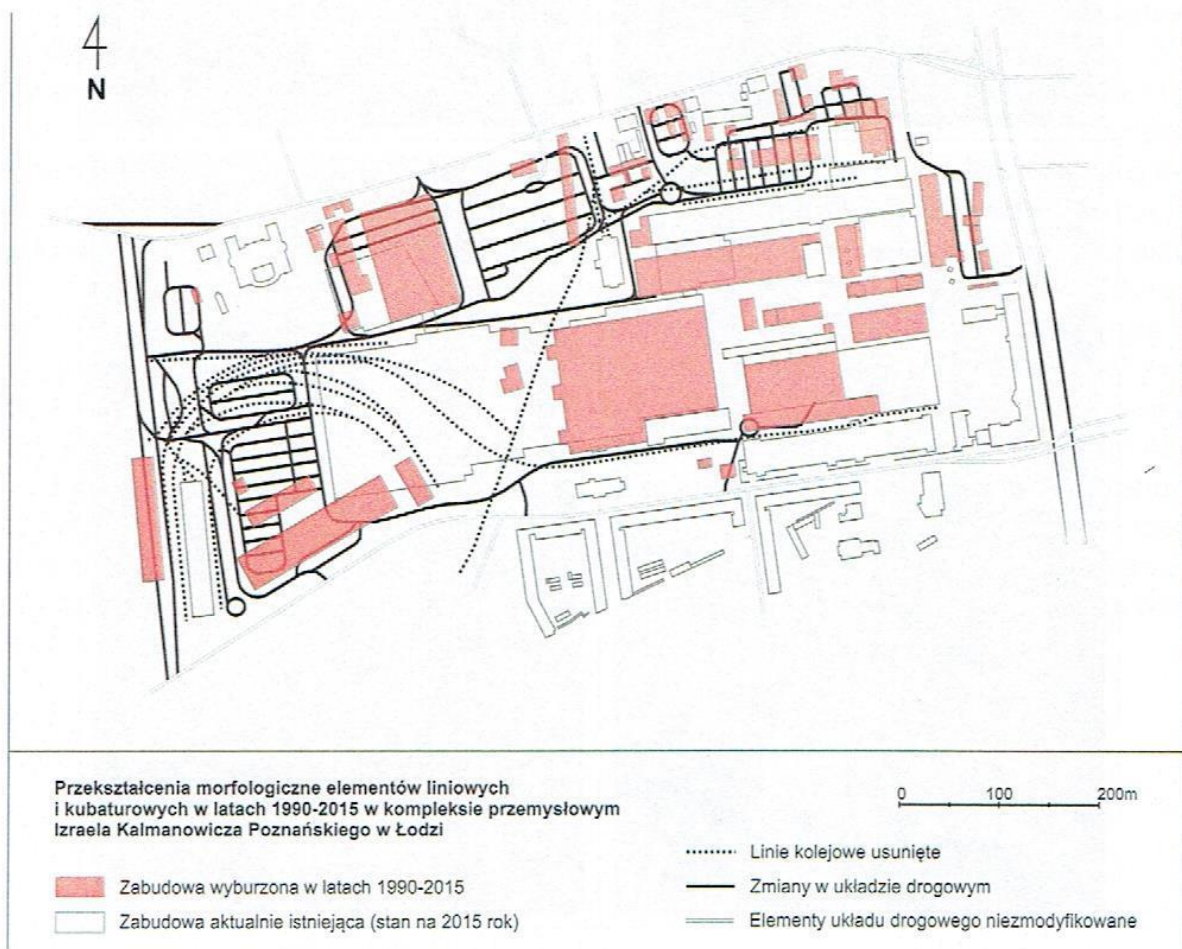 N
Przekształcenia morfologiczne elementów liniowych
i kubaturowych w latach 1990-2015 w kompleksie przemysłowym
Izraela Kalmanowicza Poznańskiego w Łodzi
0 100 200m
Zabudowa wyburzona w latach 1990-2015
Zabudowa aktualnie istniejąca (stan na 2015 rok)
Linie kolejowe usunięte
Zmiany w układzie drogowym
Elementy układu drogowego niezmodyfikowane